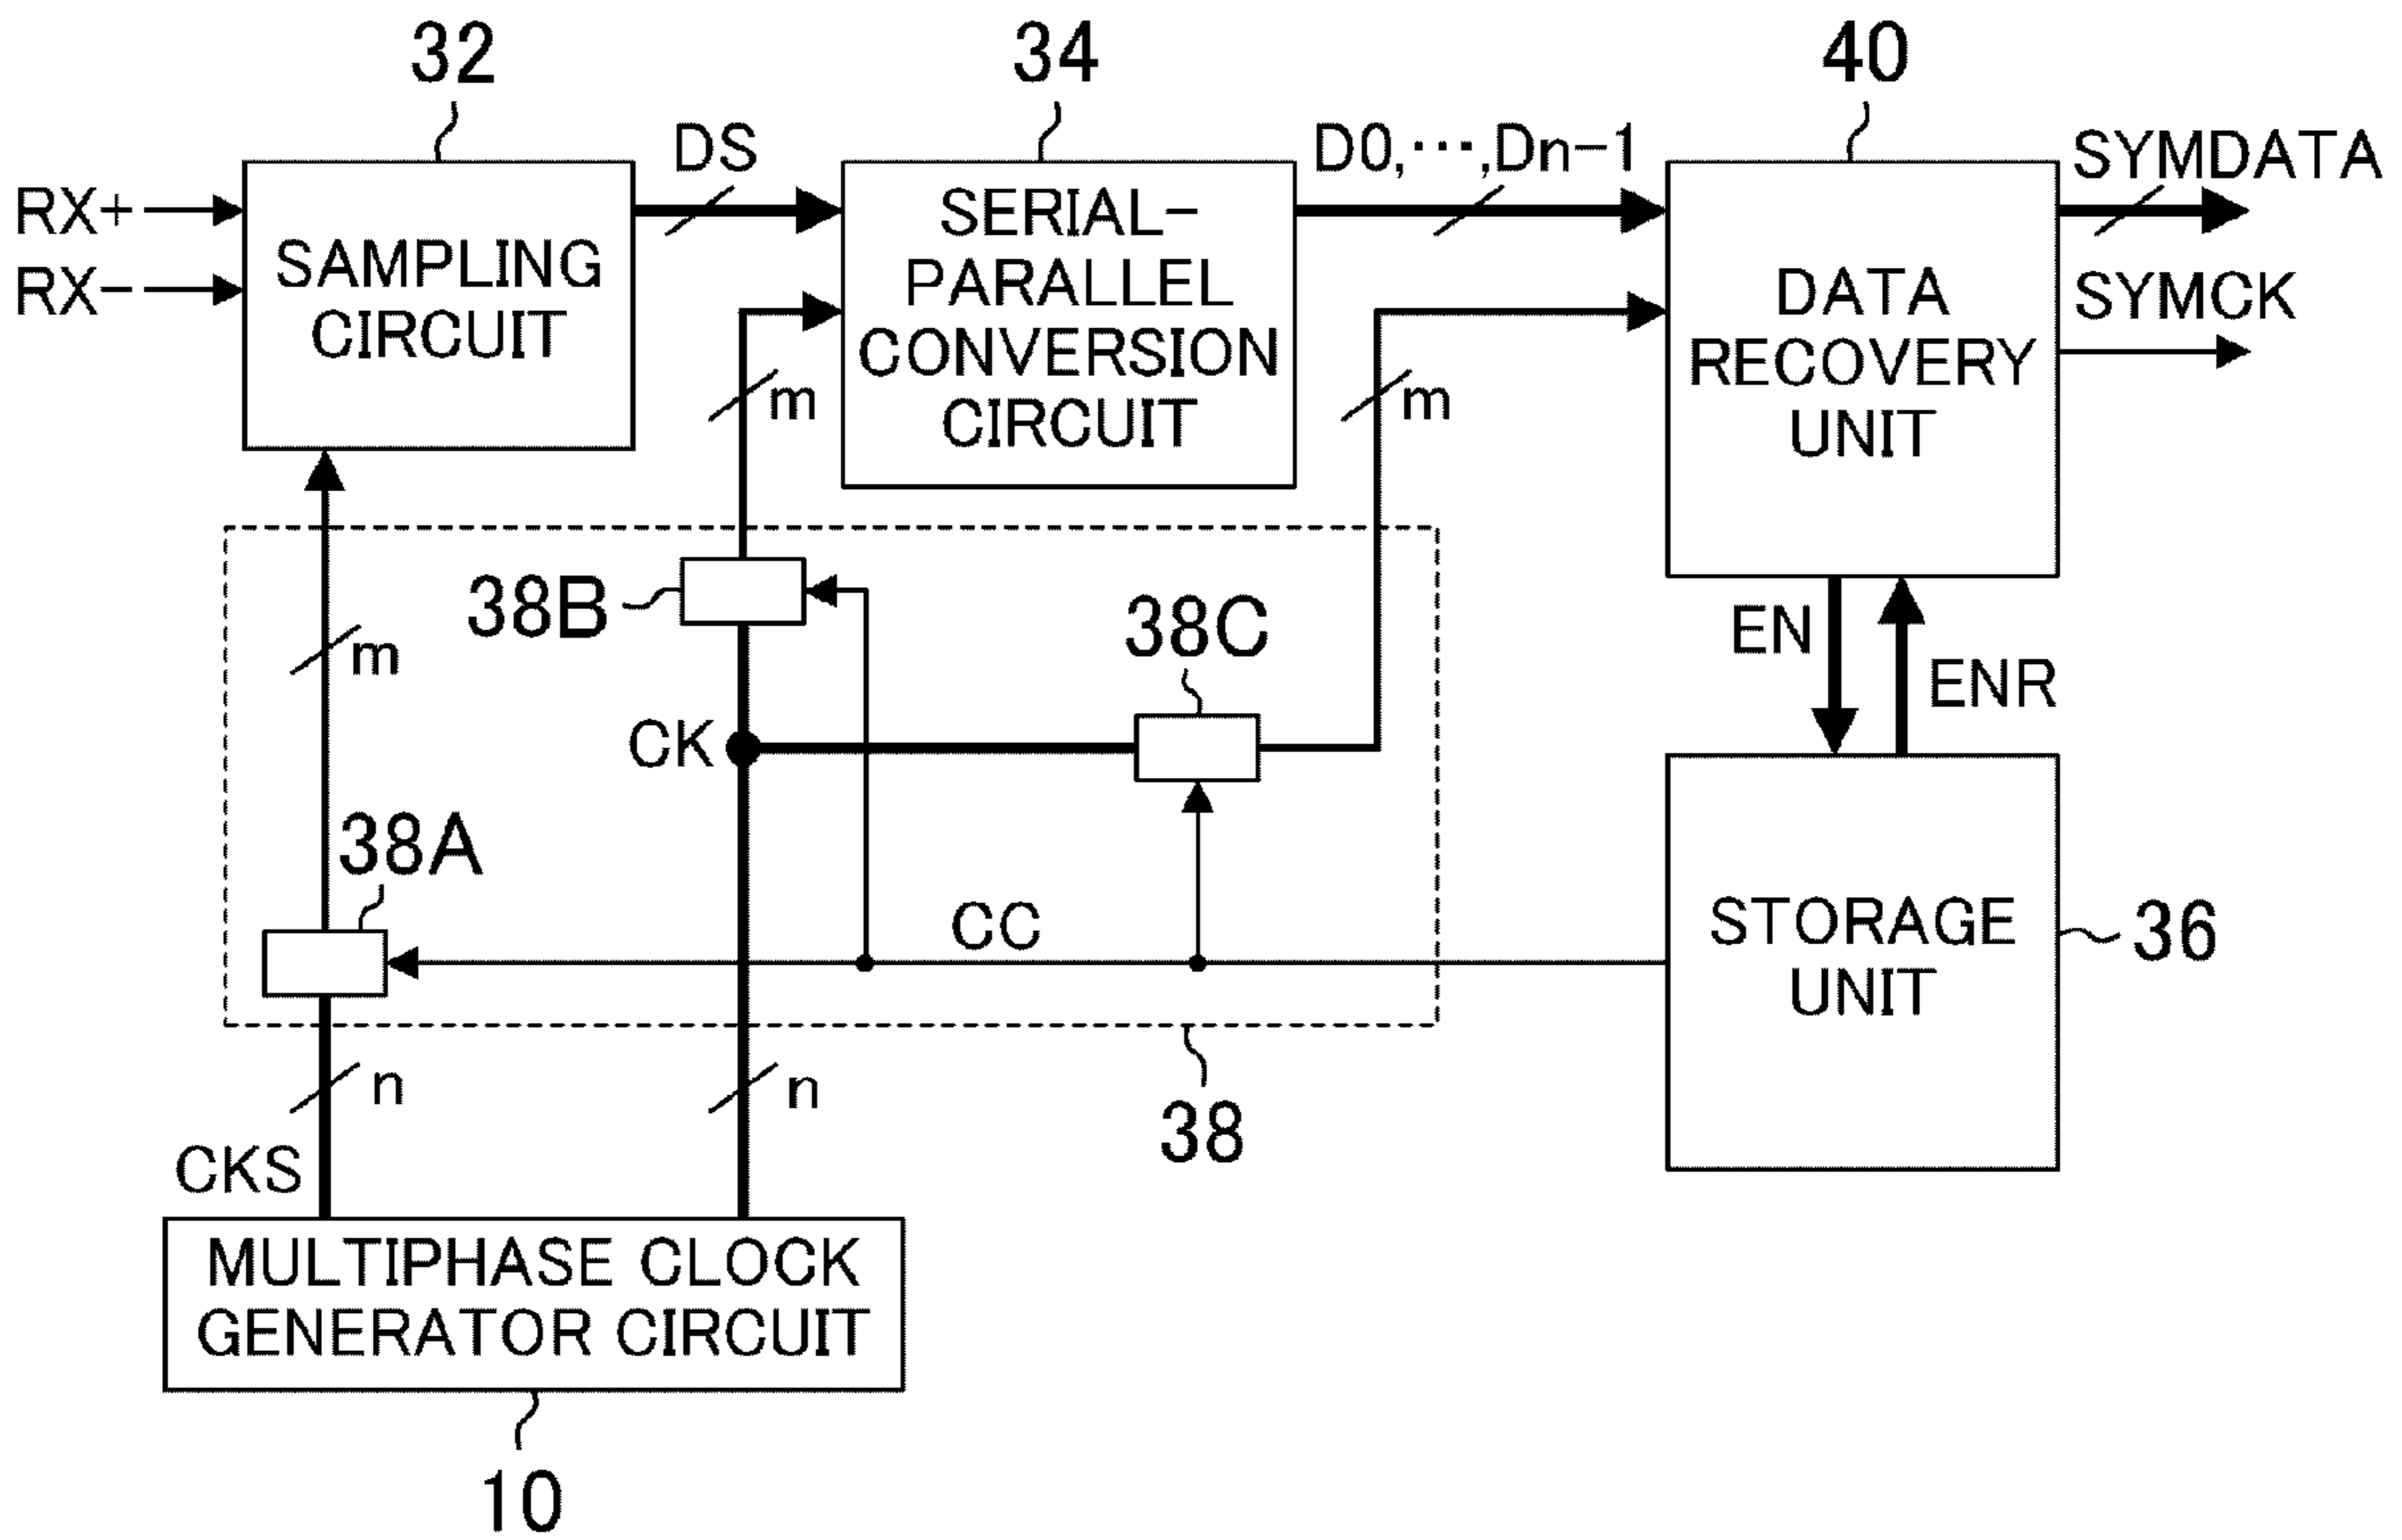 32
34
40
DS
D0,···,Dn-1
SYMDATA
RX+
RX-
SAMPLING
CIRCUIT
SERIAL-
PARALLEL
CONVERSION
CIRCUIT
DATA
RECOVERY
UNIT
SYMCK
m
m
m
38B
38C
EN
ENR
CK
38A
CC
STORAGE
UNIT
36
n
n
38
CKS
MULTIPHASE CLOCK
GENERATOR CIRCUIT
10